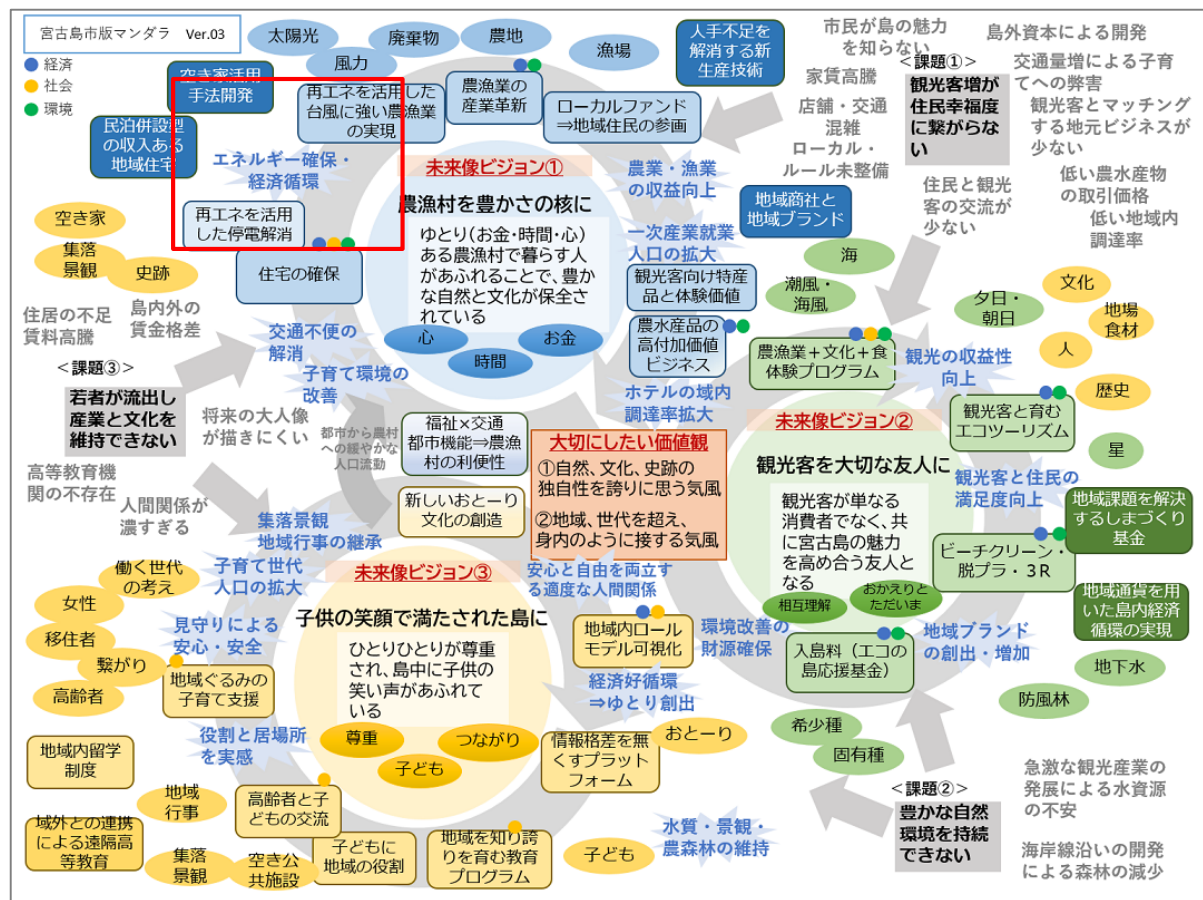 宮古島市版マンダラ Ver.03
経済
社会
環境
太陽光
廃棄物
農地
漁場
風力
空き家活用
手法開発
再エネを活用した
台風に強い農漁業
の実現
農漁業の
産業革新
ローカルファンド
⇒地域住民の参画
人手不足を
解消する新
生産技術
民泊併設型
の収入ある
地域住宅
エネルギー確保・
経済循環
再エネを活用
した停電解消
住宅の確保
空き家
集落
景観
史跡
未来像ビジョン①
農漁村を豊かさの核に
ゆとり(お金・時間・心)
ある農漁村で暮らす人
があふれることで、豊か
な自然と文化が保全さ
れている
心
時間
お金
農業・漁業
の収益向上
一次産業就業
人口の拡大
地域商社と
地域ブランド
観光客向け特産
品と体験価値
農水産品の
高付加価値
ビジネス
ホテルの域内
調達率拡大
市民が島の魅力
を知らない
家賃高騰
店舗・交通
混雑
ローカル・
ルール未整備
<課題①>
観光客増が
住民幸福度
に繋がらな
い
島外資本による開発
交通量増による子育
てへの弊害
観光客とマッチング
する地元ビジネスが
少ない
住民と観光
客の交流が
少ない
低い農水産物
の取引価格
低い地域内
調達率
海
潮風・
海風
夕日・
朝日
文化
地場
食材
人
歴史
星
農漁業+文化+食
体験プログラム
観光の収益性
向上
観光客と育む
エコツーリズム
観光客と住民の
満足度向上
地域課題を解決
するしまづくり
基金
ビーチクリーン・
脱プラ・3R
地域通貨を用
いた島内経済
循環の実現
未来像ビジョン②
観光客を大切な友人に
観光客が単なる
消費者でなく、共
に宮古島の魅力
を高め合う友人と
なる
相互理解
おかえりと
ただいま
入島料(エコの
島応援基金)
環境改善の
財源確保
地域ブランド
の創出・増加
地下水
防風林
希少種
固有種
<課題②>
豊かな自然
環境を持続
できない
急激な観光産業の
発展による水資源
の不安
海岸線沿いの開発
による森林の減少
水質・景観・
農森林の維持
住居の不足
賃料高騰
島内外の
賃金格差
<課題③>
若者が流出し
産業と文化を
維持できない
将来の大人像
が描きにくい
高等教育機
関の不存在
人間関係が
濃すぎる
交通不便の
解消
子育て環境の
改善
都市から農村
への緩やかな
人口流動
福祉×交通
都市機能⇒農漁
村の利便性
新しいおとーり
文化の創造
大切にしたい価値観
①自然、文化、史跡の
独自性を誇りに思う気風
②地域、世代を超え、
身内のように接する気風
集落景観
地域行事の継承
子育て世代
人口の拡大
安心と自由を両立す
る適度な人間関係
未来像ビジョン③
子供の笑顔で満たされた島に
ひとりひとりが尊重
され、島中に子供の
笑い声があふれて
いる
尊重
つながり
子ども
働く世代
の考え
女性
移住者
繋がり
高齢者
見守りによる
安心・安全
地域ぐるみの
子育て支援
役割と居場所
を実感
地域内ロール
モデル可視化
経済好循環
⇒ゆとり創出
情報格差を無
くすプラット
フォーム
おとーり
地域内留学
制度
地域
行事
域外との連携
による遠隔高
等教育
集落
景観
空き公
共施設
高齢者と子
どもの交流
子どもに
地域の役割
地域を知り誇
りを育む教育
プログラム
子ども